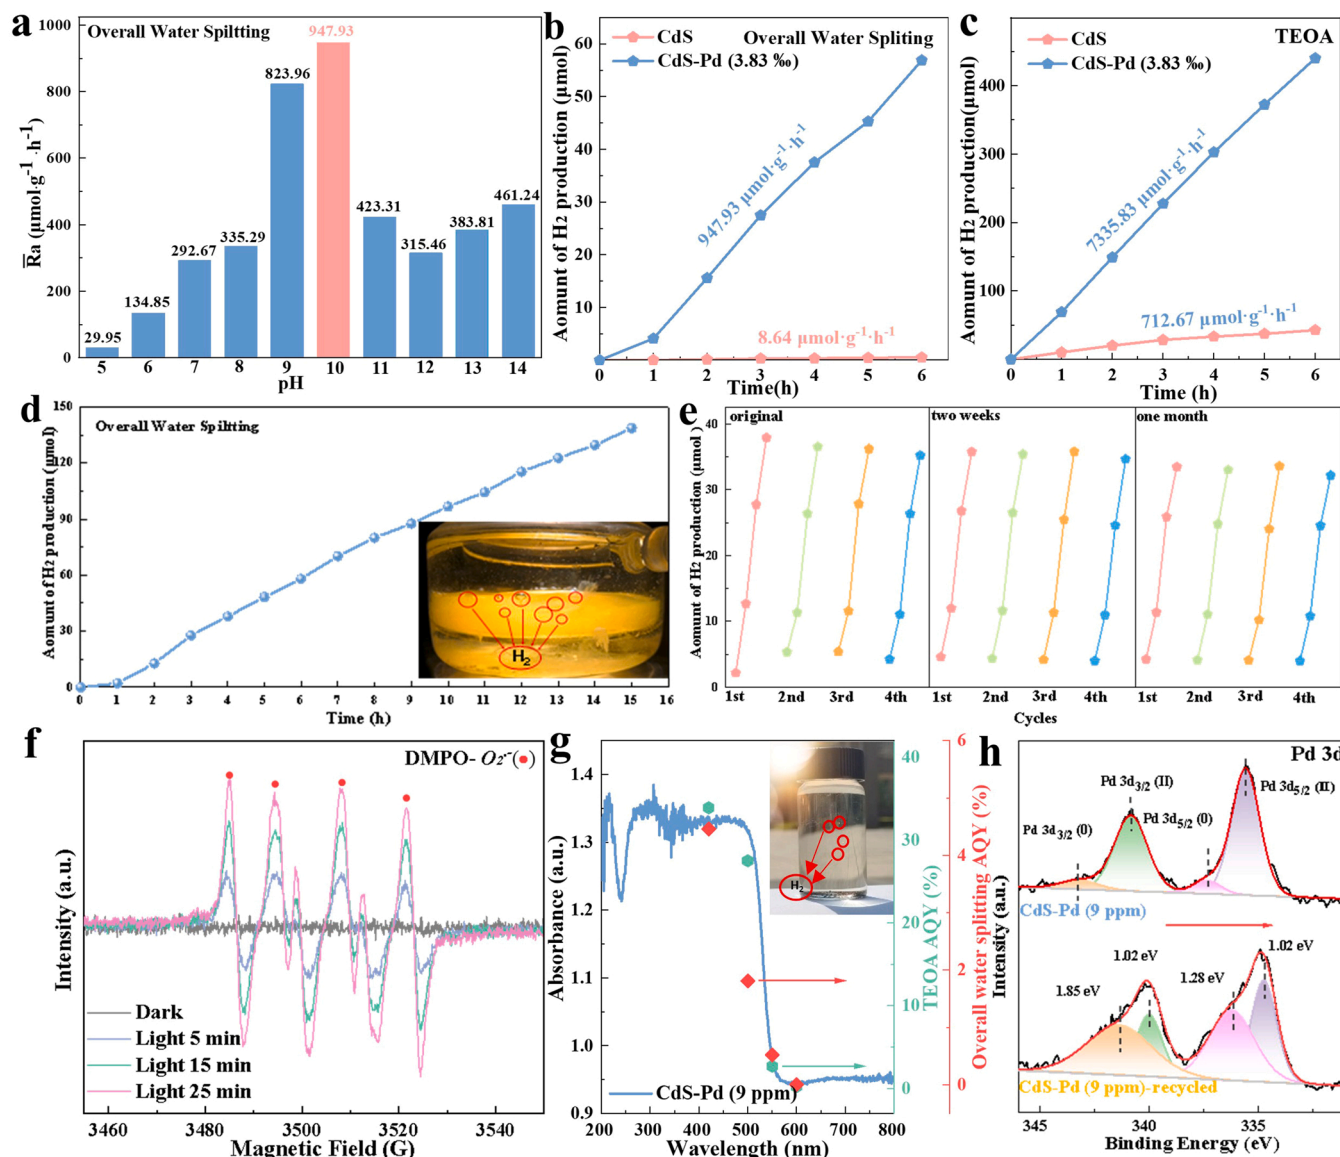 a
Overall Water Spiltting
R̅a (μmol·g⁻¹ ·h⁻¹)
1000
800
600
400
200
0
29.95
134.85
292.67
335.29
823.96
947.93
423.31
315.46
383.81
461.24
5 6 7 8 9 10 11 12 13 14
pH
b
CdS
CdS-Pd (3.83 ‰)
Overall Water Spliting
Aomunt of H2 production (μmol)
60
50
40
30
20
10
0
947.93 μmol·g⁻¹·h⁻¹
8.64 μmol·g⁻¹·h⁻¹
0 1 2 3 4 5 6
Time(h)
c
CdS
CdS-Pd (3.83 ‰)
TEOA
Aomunt of H2 production(μmol)
400
300
200
100
7335.83 μmol·g⁻¹·h⁻¹
712.67 μmol·g⁻¹·h⁻¹
0 1 2 3 4 5 6
Time (h)
d
Overall Water Spiltting
Aomunt of H2 production (μmol)
150
120
90
60
30
0
H2
0 1 2 3 4 5 6 7 8 9 10 11 12 13 14 15 16
Time (h)
e
original
two weeks
one month
Aomunt of H2 production (μmol )
40
30
20
10
0
1st 2nd 3rd 4th 1st 2nd 3rd 4th 1st 2nd 3rd 4th
Cycles
f
DMPO- O2·⁻(●)
Intensity (a.u.)
Dark
Light 5 min
Light 15 min
Light 25 min
3460 3480 3500 3520 3540
Magnetic Field (G)
g
Absorbance (a.u.)
1.4
1.3
1.2
1.1
1.0
0.9
H2
CdS-Pd (9 ppm)
200 300 400 500 600 700 800
Wavelength (nm)
40
30
20
10
0
TEOA AQY (%)
6
4
2
0
Overall water splitting AQY (%)
h
Pd 3d
Pd 3d3/2 (II)
Pd 3d5/2 (II)
Pd 3d3/2 (0)
Pd 3d5/2 (0)
CdS-Pd (9 ppm)
Intensity (a.u.)
1.85 eV
1.02 eV
1.28 eV
1.02 eV
CdS-Pd (9 ppm)-recycled
345 340 335
Binding Energy (eV)